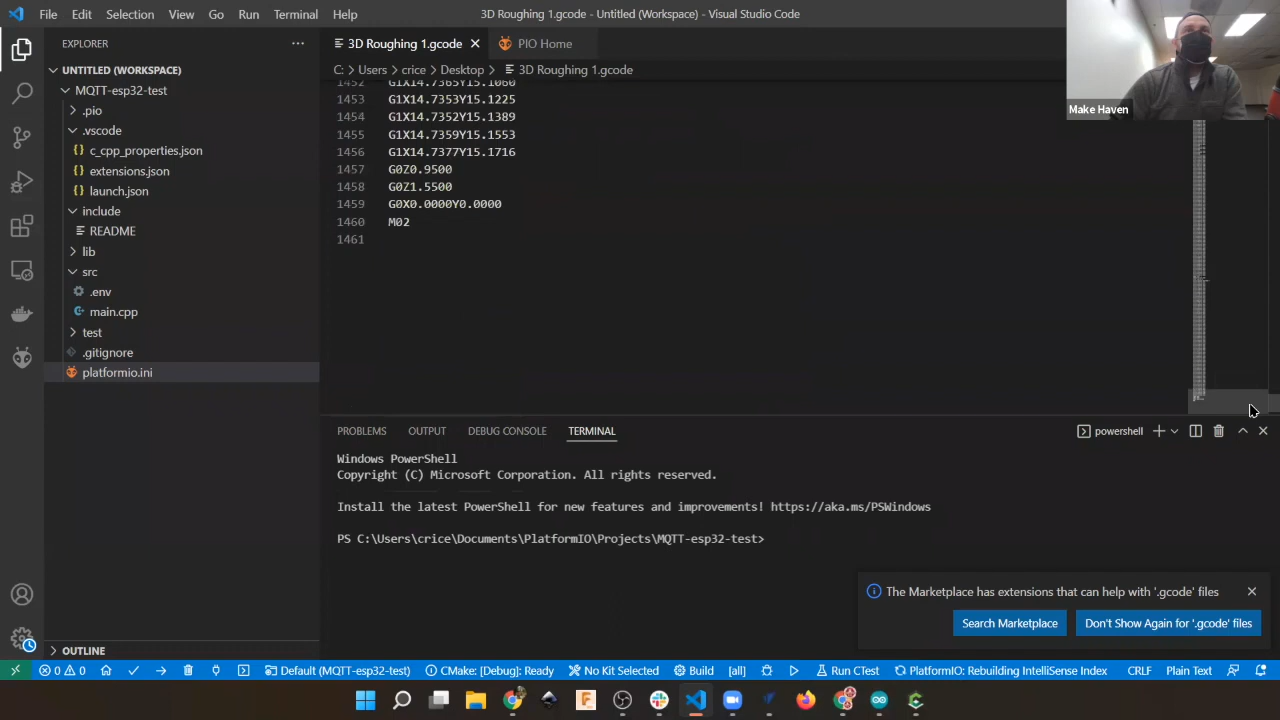 File Edit Selection View Go Run Terminal Help
3D Roughing 1.gcode - Untitled (Workspace) - Visual Studio Code
Make Haven
EXPLORER
UNTITLED (WORKSPACE)
MQTT-esp32-test
.pio
.vscode
c_cpp_properties.json
extensions.json
launch.json
include
README
lib
src
.env
main.cpp
test
.gitignore
platformio.ini
OUTLINE
3D Roughing 1.gcode
PIO Home
C: > Users > crice > Desktop > 3D Roughing 1.gcode
1452 G1X14.7365Y15.1060
1453 G1X14.7353Y15.1225
1454 G1X14.7352Y15.1389
1455 G1X14.7359Y15.1553
1456 G1X14.7377Y15.1716
1457 G0Z0.9500
1458 G0Z1.5500
1459 G0X0.0000Y0.0000
1460 M02
1461
PROBLEMS OUTPUT DEBUG CONSOLE TERMINAL
powershell
Windows PowerShell
Copyright (C) Microsoft Corporation. All rights reserved.
Install the latest PowerShell for new features and improvements! https://aka.ms/PSWindows
PS C:\Users\crice\Documents\PlatformIO\Projects\MQTT-esp32-test>
The Marketplace has extensions that can help with '.gcode' files
Search Marketplace
Don't Show Again for '.gcode' files
0 0 Default (MQTT-esp32-test) CMake: [Debug]: Ready No Kit Selected Build [all] Run CTest PlatformIO: Rebuilding IntelliSense Index CRLF Plain Text